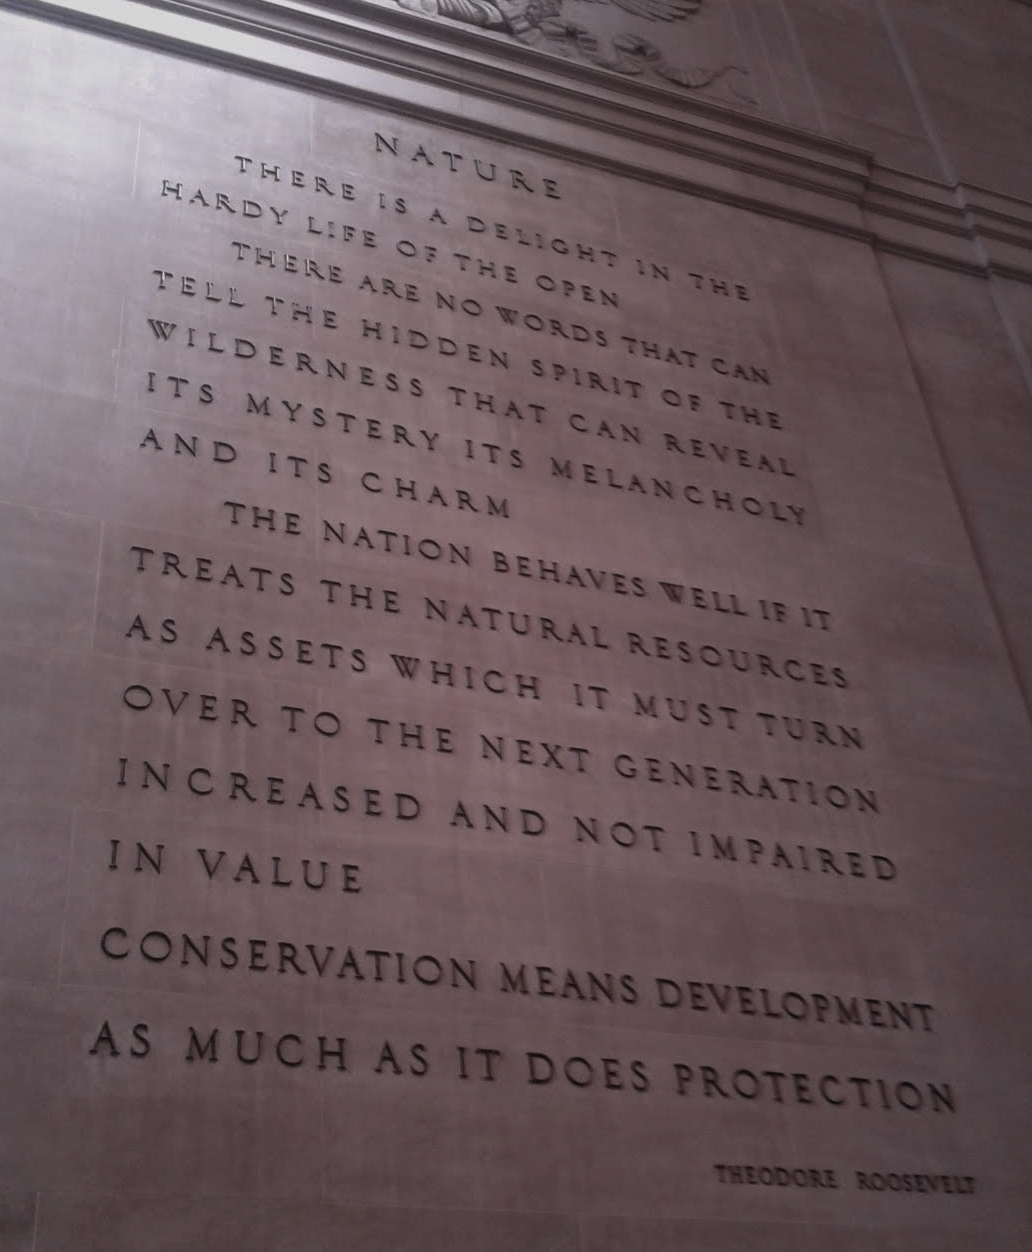 NATURE
THERE IS A DELIGHT IN THE
HARDY LIFE OF THE OPEN
THERE ARE NO WORDS THAT CAN
TELL THE HIDDEN SPIRIT OF THE
WILDERNESS THAT CAN REVEAL
ITS MYSTERY ITS MELANCHOLY
AND ITS CHARM
THE NATION BEHAVES WELL IF IT
TREATS THE NATURAL RESOURCES
AS ASSETS WHICH IT MUST TURN
OVER TO THE NEXT GENERATION
INCREASED AND NOT IMPAIRED
IN VALUE
CONSERVATION MEANS DEVELOPMENT
AS MUCH AS IT DOES PROTECTION
THEODORE ROOSEVELT